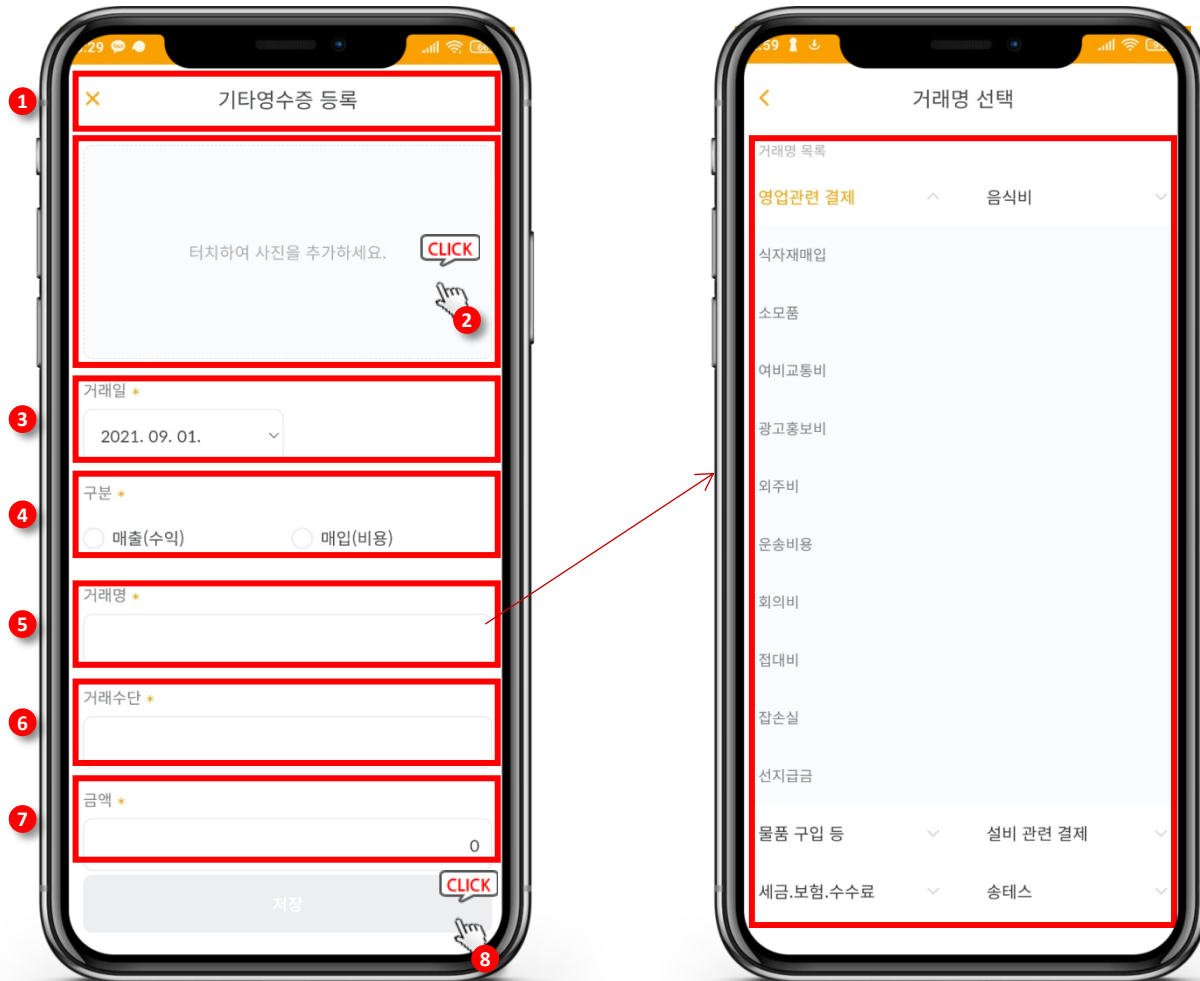 :29
1
기타영수증 등록
터치하여 사진을 추가하세요.
CLICK
2
3
거래일 *
2021. 09. 01.
4
구분 *
매출(수익)
매입(비용)
5
거래명 *
6
거래수단 *
7
금액 *
0
저장
CLICK
8
:59
거래명 선택
거래명 목록
영업관련 결제
음식비
식자재매입
소모품
여비교통비
광고홍보비
외주비
운송비용
회의비
접대비
잡손실
선지급금
물품 구입 등
설비 관련 결제
세금.보험.수수료
송테스